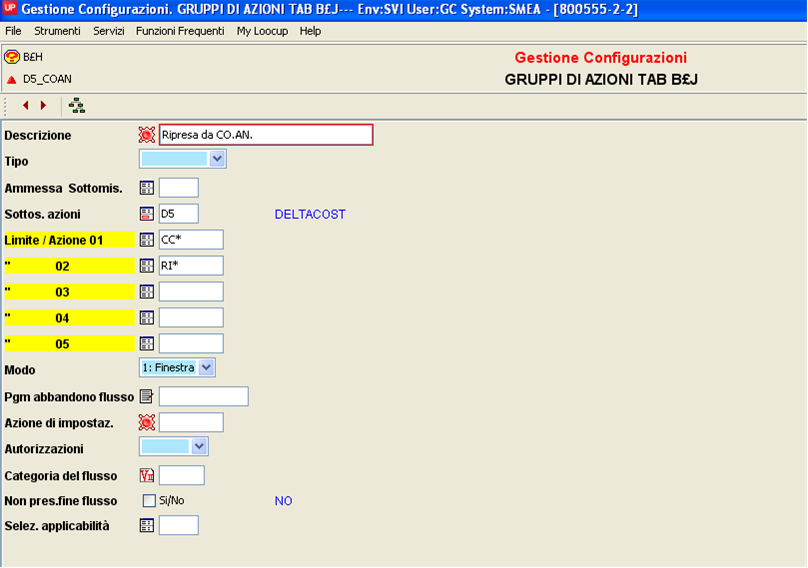 UP Gestione Configurazioni. GRUPPI DI AZIONI TAB B£J--- Env:SVI User:GC System:SMEA - [800555-2-2]
File Strumenti Servizi Funzioni Frequenti My Loocup Help
B£H
Gestione Configurazioni
D5_COAN
GRUPPI DI AZIONI TAB B£J
Descrizione Ripresa da CO.AN.
Tipo
Ammessa Sottomis.
Sottos. azioni D5 DELTACOST
Limite / Azione 01 CC*
" 02 RI*
" 03
" 04
" 05
Modo 1: Finestra
Pgm abbandono flusso
Azione di impostaz.
Autorizzazioni
Categoria del flusso
Non pres.fine flusso Si/No NO
Selez. applicabilità